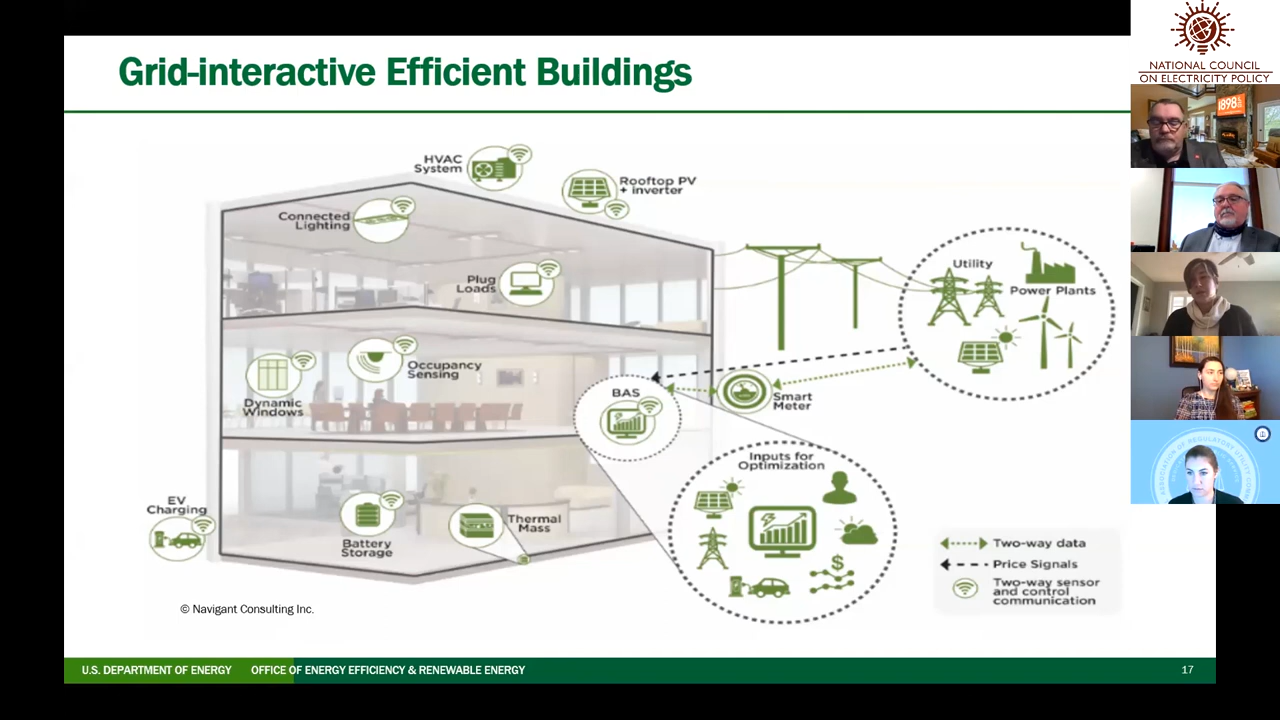 Grid-interactive Efficient Buildings
NATIONAL COUNCIL
ON ELECTRICITY POLICY
1898
HVAC
System
Rooftop PV
+ inverter
Connected
Lighting
Plug
Loads
Utility
Power Plants
Occupancy
Sensing
Dynamic
Windows
BAS
Smart
Meter
Inputs for
Optimization
EV
Charging
Battery
Storage
Thermal
Mass
$
Two-way data
Price Signals
Two-way sensor
and control
communication
© Navigant Consulting Inc.
U.S. DEPARTMENT OF ENERGY
OFFICE OF ENERGY EFFICIENCY & RENEWABLE ENERGY
17